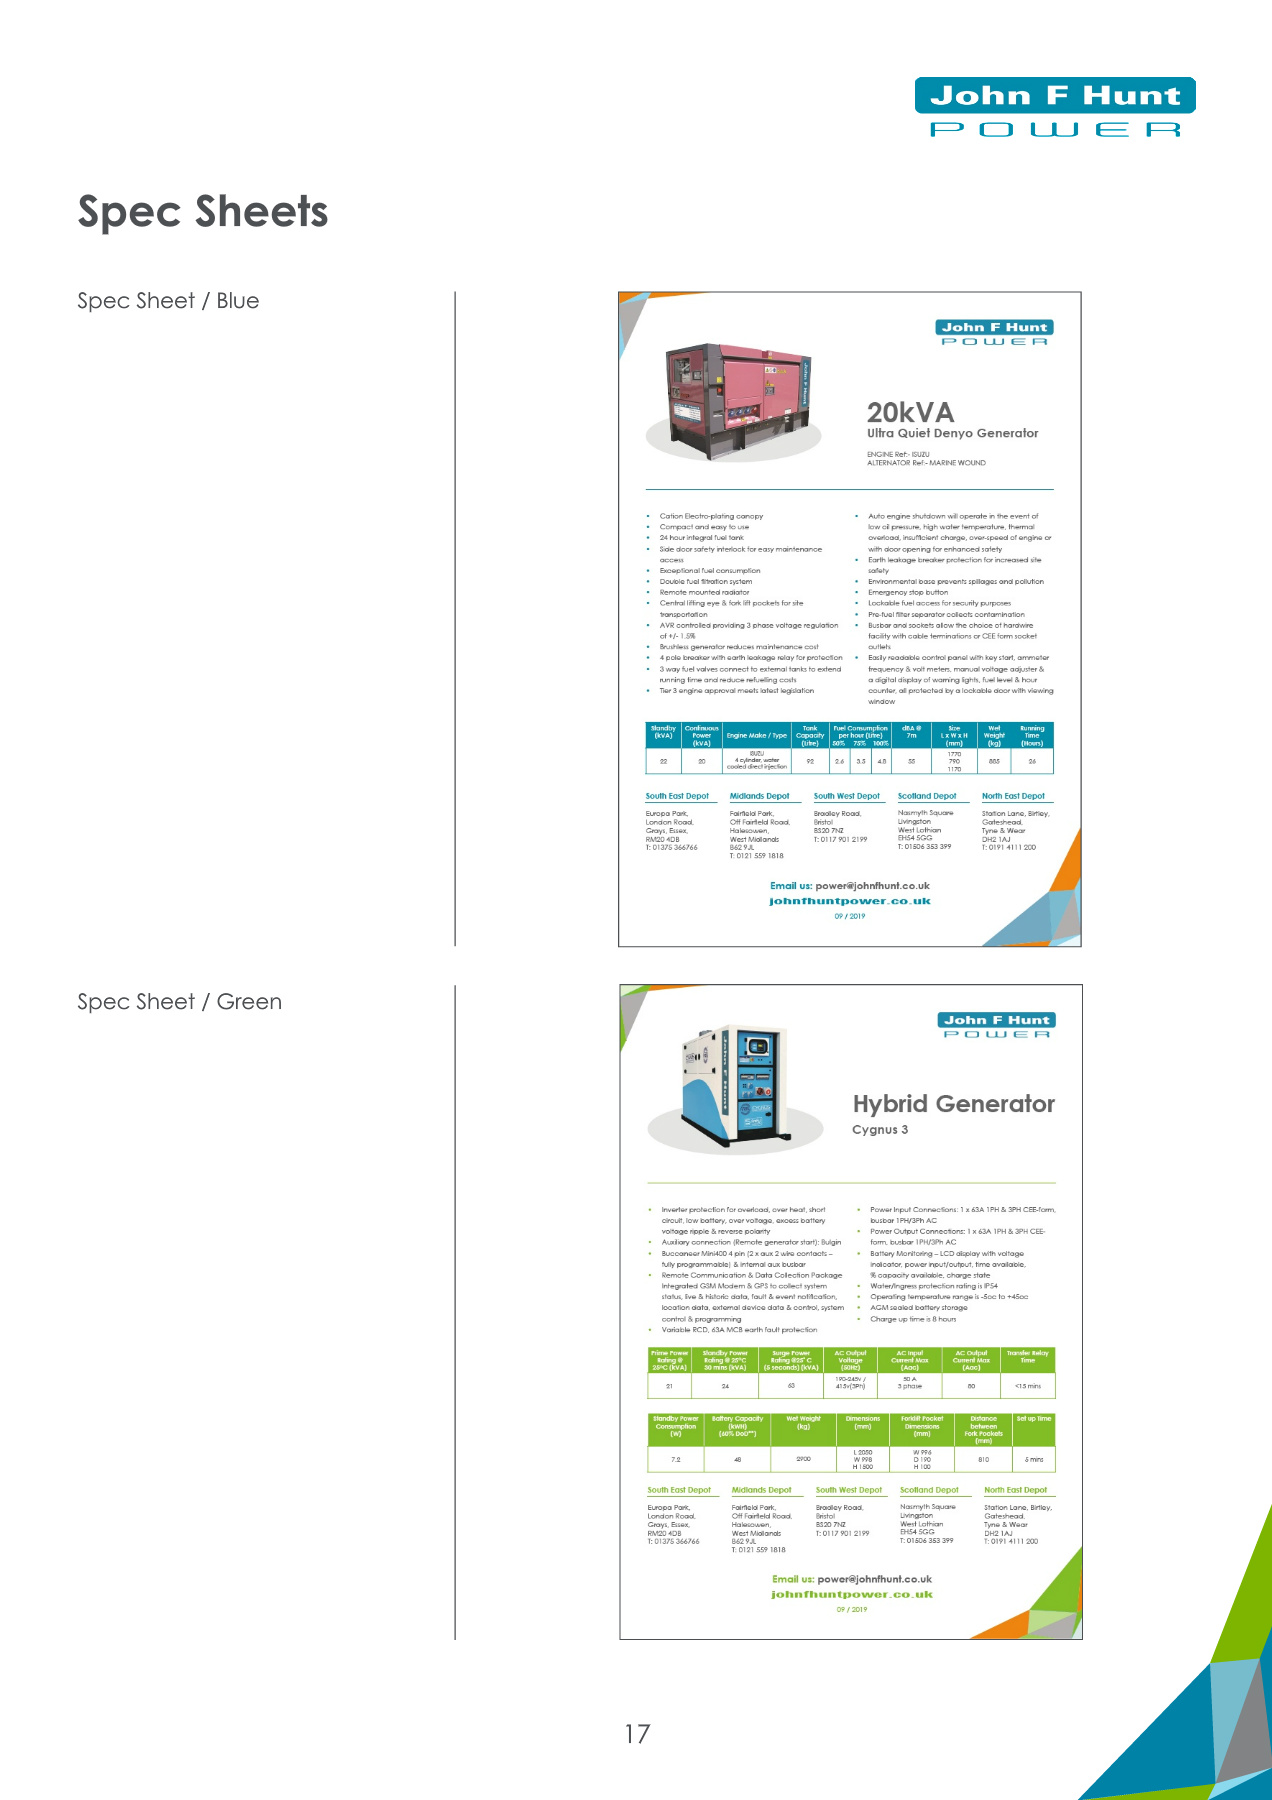 John F Hunt
POWER
Spec Sheets
Spec Sheet / Blue
John F Hunt
POWER
20kVA
Ultra Quiet Denyo Generator
ENGINE Ref:- ISUZU
ALTERNATOR Ref:- MARINE WOUND
• Cation Electro-plating canopy
• Compact and easy to use
• 24 hour integral fuel tank
• Side door safety interlock for easy maintenance
access
• Exceptional fuel consumption
• Double fuel filtration system
• Remote mounted radiator
• Central lifting eye & fork lift pockets for site
transportation
• AVR controlled providing 3 phase voltage regulation
of +/- 1.5%
• Brushless generator reduces maintenance cost
• 4 pole breaker with earth leakage relay for protection
• 3 way fuel valves connect to external tanks to extend
running time and reduce refuelling costs
• Tier 3 engine approval meets latest legislation
• Auto engine shutdown will operate in the event of
low oil pressure, high water temperature, thermal
overload, insufficient charge, over-speed of engine or
with door opening for enhanced safety
• Earth leakage breaker protection for increased site
safety
• Environmental base prevents spillages and pollution
• Emergency stop button
• Lockable fuel access for security purposes
• Pre-fuel filter separator collects contamination
• Busbar and sockets allow the choice of hardwire
facility with cable terminations or CEE form socket
outlets
• Easily readable control panel with key start, ammeter
frequency & volt meters, manual voltage adjuster &
a digital display of warning lights, fuel level & hour
counter, all protected by a lockable door with viewing
window
Standby (kVA) Continuous Power (kVA) Engine Make / Type Tank Capacity (Litre) Fuel Consumption per hour (Litre) 50% 75% 100% dBA @ 7m Size L x W x H (mm) Wet Weight (kg) Running Time (Hours)
22 20 ISUZU 4 cylinder, water cooled direct injection 92 2.6 3.5 4.8 55 1770 790 1170 885 26
South East Depot Midlands Depot South West Depot Scotland Depot North East Depot
Europa Park, Fairfield Park, Bradley Road, Nasmyth Square Station Lane, Birtley,
London Road, Off Fairfield Road, Bristol Livingston Gateshead,
Grays, Essex, Halesowen, BS20 7NZ West Lothian Tyne & Wear
RM20 4DB West Midlands T: 0117 901 2199 EH54 5GG DH2 1AJ
T: 01375 366766 B62 9JL T: 01506 353 399 T: 0191 4111 200
T: 0121 559 1818
Email us: power@johnfhunt.co.uk
johnfhuntpower.co.uk
09 / 2019
Spec Sheet / Green
John F Hunt
POWER
Hybrid Generator
Cygnus 3
• Inverter protection for overload, over heat, short
circuit, low battery, over voltage, excess battery
voltage ripple & reverse polarity
• Auxiliary connection (Remote generator start): Bulgin
• Buccaneer Mini400 4 pin (2 x aux 2 wire contacts –
fully programmable) & internal aux busbar
• Remote Communication & Data Collection Package
Integrated GSM Modem & GPS to collect system
status, live & historic data, fault & event notification,
location data, external device data & control, system
control & programming
• Variable RCD, 63A MCB earth fault protection
• Power Input Connections: 1 x 63A 1PH & 3PH CEE-form,
busbar 1PH/3Ph AC
• Power Output Connections: 1 x 63A 1PH & 3PH CEE-
form, busbar 1PH/3Ph AC
• Battery Monitoring – LCD display with voltage
indicator, power input/output, time available,
% capacity available, charge state
• Water/Ingress protection rating is IP54
• Operating temperature range is -5oc to +45oc
• AGM sealed battery storage
• Charge up time is 8 hours
Prime Power Rating @ 25°C (kVA) Standby Power Rating @ 25°C 30 mins (kVA) Surge Power Rating @25° C (5 seconds) (kVA) AC Output Voltage (50Hz) AC Input Current Max (Aac) AC Output Current Max (Aac) Transfer Relay Time
21 24 63 190-245v / 415v(3Ph) 50 A 3 phase 80 <15 mins
Standby Power Consumption (W) Battery Capacity (kWH) (60% DoD**) Wet Weight (kg) Dimensions (mm) Forklift Pocket Dimensions (mm) Distance between Fork Pockets (mm) Set up Time
7.2 48 2900 L 2050 W 998 H 1500 W 996 D 190 H 100 810 5 mins
South East Depot Midlands Depot South West Depot Scotland Depot North East Depot
Europa Park, Fairfield Park, Bradley Road, Nasmyth Square Station Lane, Birtley,
London Road, Off Fairfield Road, Bristol Livingston Gateshead,
Grays, Essex, Halesowen, BS20 7NZ West Lothian Tyne & Wear
RM20 4DB West Midlands T: 0117 901 2199 EH54 5GG DH2 1AJ
T: 01375 366766 B62 9JL T: 01506 353 399 T: 0191 4111 200
T: 0121 559 1818
Email us: power@johnfhunt.co.uk
johnfhuntpower.co.uk
09 / 2019
17